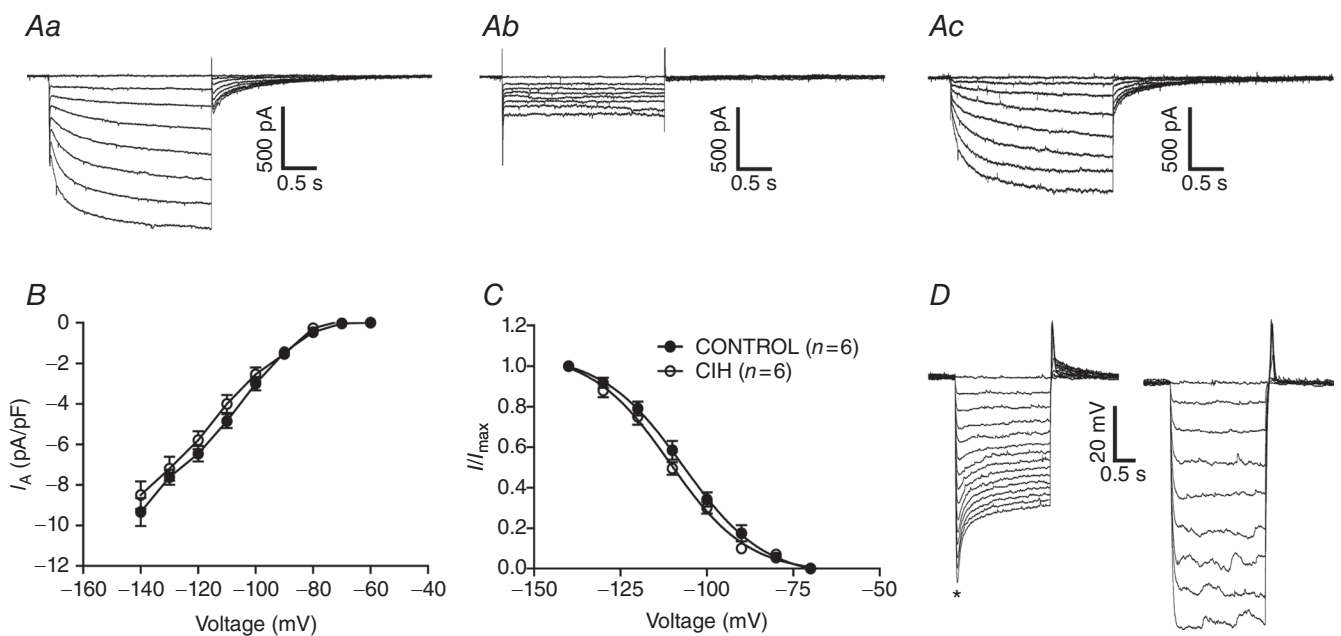 Aa
Ab
Ac
500 pA
0.5 s
500 pA
0.5 s
500 pA
0.5 s
B
I_A (pA/pF)
0
−2
−4
−6
−8
−10
−12
−160
−140
−120
−100
−80
−60
−40
Voltage (mV)
C
I/I_max
1.2
1.0
0.8
0.6
0.4
0.2
0.0
−150
−125
−100
−75
−50
Voltage (mV)
CONTROL (n=6)
CIH (n=6)
D
20 mV
0.5 s
*